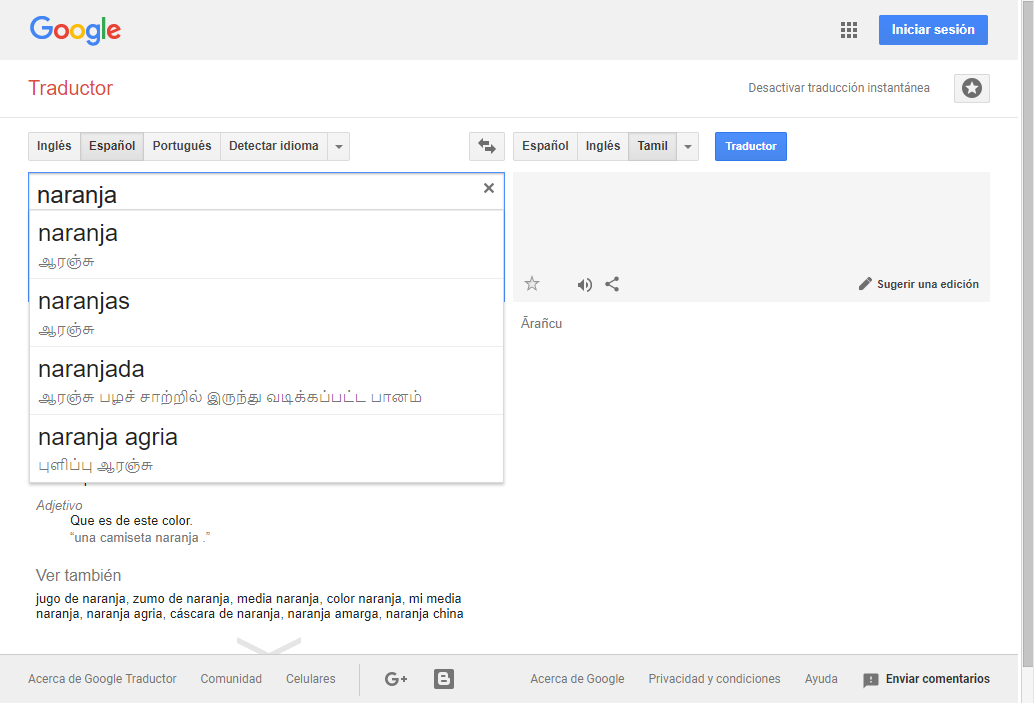 Google
Iniciar sesión
Traductor
Desactivar traducción instantánea
Inglés Español Portugués Detectar idioma
Español Inglés Tamil Traductor
naranja
naranja
ஆரஞ்சு
naranjas
ஆரஞ்சு
naranjada
ஆரஞ்சு பழச் சாற்றில் இருந்து வடிக்கப்பட்ட பானம்
naranja agria
புளிப்பு ஆரஞ்சு
Sugerir una edición
Ārañcu
Adjetivo
Que es de este color.
“una camiseta naranja .”
Ver también
jugo de naranja, zumo de naranja, media naranja, color naranja, mi media
naranja, naranja agria, cáscara de naranja, naranja amarga, naranja china
Acerca de Google Traductor Comunidad Celulares G+ B Acerca de Google Privacidad y condiciones Ayuda Enviar comentarios